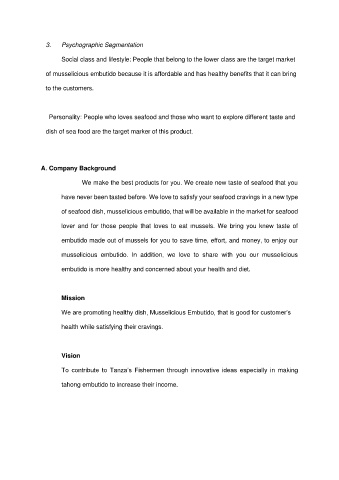 3. Psychographic Segmentation
Social class and lifestyle: People that belong to the lower class are the target market
of musselicious embutido because it is affordable and has healthy benefits that it can bring
to the customers.
Personality: People who loves seafood and those who want to explore different taste and
dish of sea food are the target marker of this product.
A. Company Background
We make the best products for you. We create new taste of seafood that you
have never been tasted before. We love to satisfy your seafood cravings in a new type
of seafood dish, musselicious embutido, that will be available in the market for seafood
lover and for those people that loves to eat mussels. We bring you knew taste of
embutido made out of mussels for you to save time, effort, and money, to enjoy our
musselicious embutido. In addition, we love to share with you our musselicious
embutido is more healthy and concerned about your health and diet.
Mission
We are promoting healthy dish, Musselicious Embutido, that is good for customer's
health while satisfying their cravings.
Vision
To contribute to Tanza's Fishermen through innovative ideas especially in making
tahong embutido to increase their income.